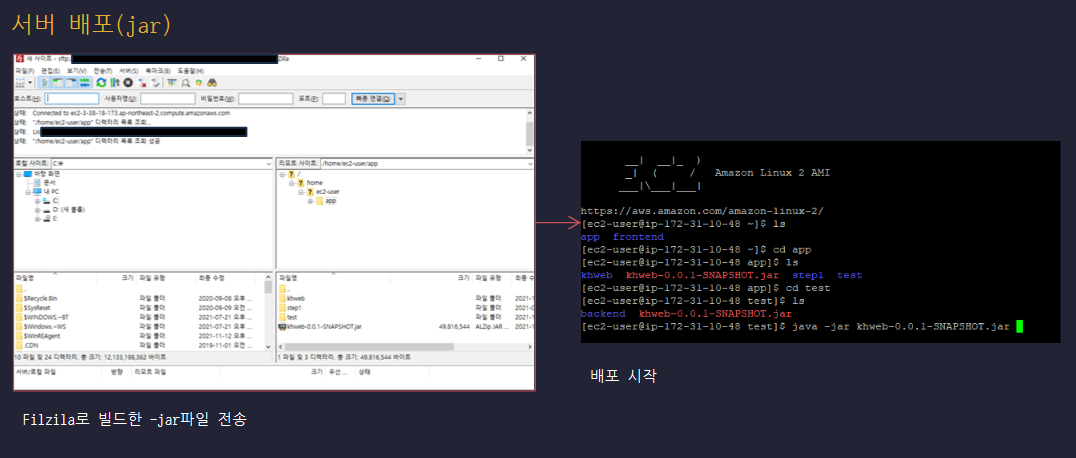 서버 배포(jar)
새 사이트 - sftp: Zilla
파일(F) 편집(E) 보기(V) 전송(T) 서버(S) 북마크(B) 도움말(H)
호스트(H): 사용자명(U): 비밀번호(W): 포트(P): 빠른 연결(Q)
상태: Connected to ec2-3-38-18-173.ap-northeast-2.compute.amazonaws.com
상태: "/home/ec2-user/app" 디렉터리 목록 조회...
상태: Lis
상태: "/home/ec2-user/app" 디렉터리 목록 조회 성공
로컬 사이트: C:\
바탕 화면
문서
내 PC
C:
D: (새 볼륨)
E:
리모트 사이트: /home/ec2-user/app
/
home
ec2-user
app
파일명 크기 파일 유형 최종 수정
..
$Recycle.Bin 파일 폴더 2020-09-08 오후 ...
$SysReset 파일 폴더 2020-09-08 오후 ...
$WINDOWS.~BT 파일 폴더 2021-07-21 오후 ...
$Windows.~WS 파일 폴더 2021-07-21 오후 ...
$WinREAgent 파일 폴더 2021-11-12 오후 ...
.CDN 파일 폴더 2019-11-01 오전 ...
10 파일 및 24 디렉터리. 총 크기: 12,133,198,362 바이트
파일명 크기 파일 유형 최종
..
khweb 파일 폴더 2021-1
step1 파일 폴더 2021-1
test 파일 폴더 2021-1
khweb-0.0.1-SNAPSHOT.jar 49,816,544 ALZip JAR ... 2021-1
1 파일 및 3 디렉터리. 총 크기: 49,816,544 바이트
서버/로컬 파일 방향 리모트 파일 크기 우선 ... 상태
Filzila로 빌드한 -jar파일 전송
__| __|_ )
_| ( / Amazon Linux 2 AMI
___|\___|___|
https://aws.amazon.com/amazon-linux-2/
[ec2-user@ip-172-31-10-48 ~]$ ls
app frontend
[ec2-user@ip-172-31-10-48 ~]$ cd app
[ec2-user@ip-172-31-10-48 app]$ ls
khweb khweb-0.0.1-SNAPSHOT.jar step1 test
[ec2-user@ip-172-31-10-48 app]$ cd test
[ec2-user@ip-172-31-10-48 test]$ ls
backend khweb-0.0.1-SNAPSHOT.jar
[ec2-user@ip-172-31-10-48 test]$ java -jar khweb-0.0.1-SNAPSHOT.jar
배포 시작